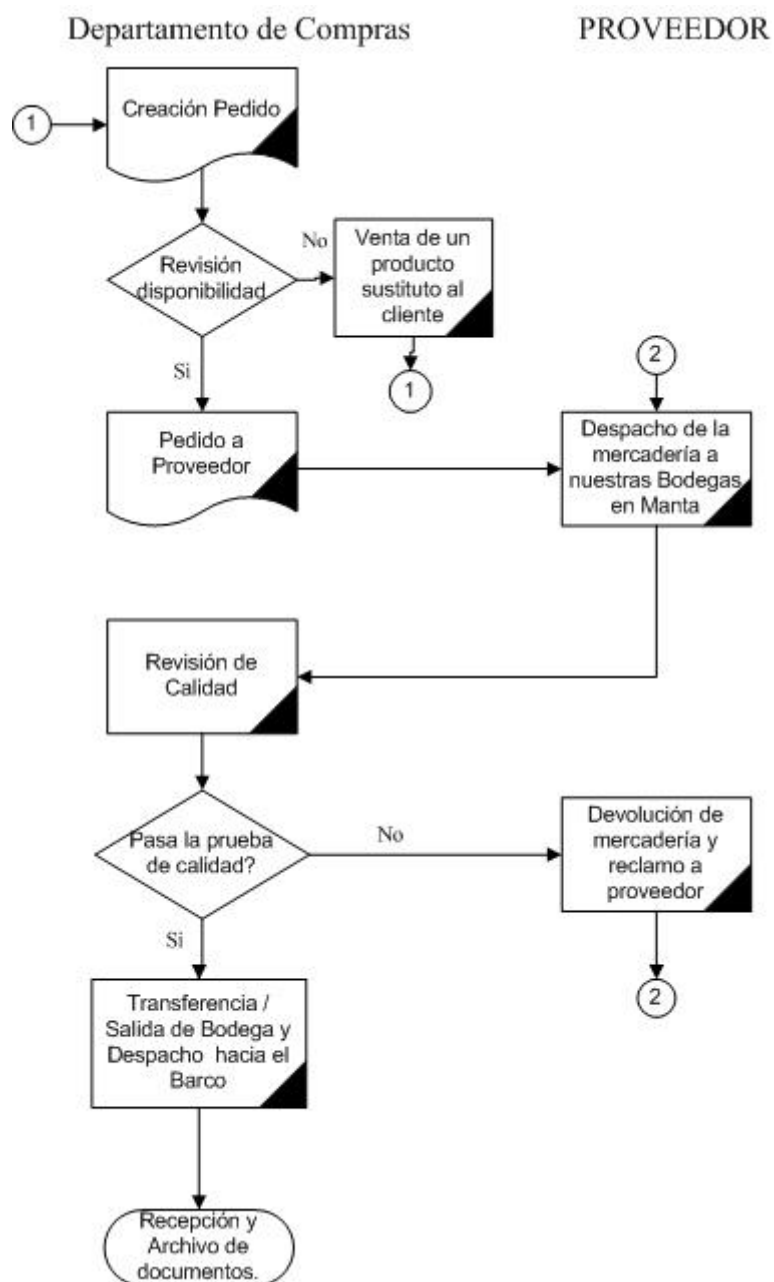 Departamento de Compras
PROVEEDOR
1
Creación Pedido
Revisión
disponibilidad
No
Venta de un
producto
sustituto al
cliente
1
Si
2
Pedido a
Proveedor
Despacho de la
mercadería a
nuestras Bodegas
en Manta
Revisión de
Calidad
Pasa la prueba
de calidad?
No
Devolución de
mercadería y
reclamo a
proveedor
Si
2
Transferencia /
Salida de Bodega y
Despacho hacia el
Barco
Recepción y
Archivo de
documentos.